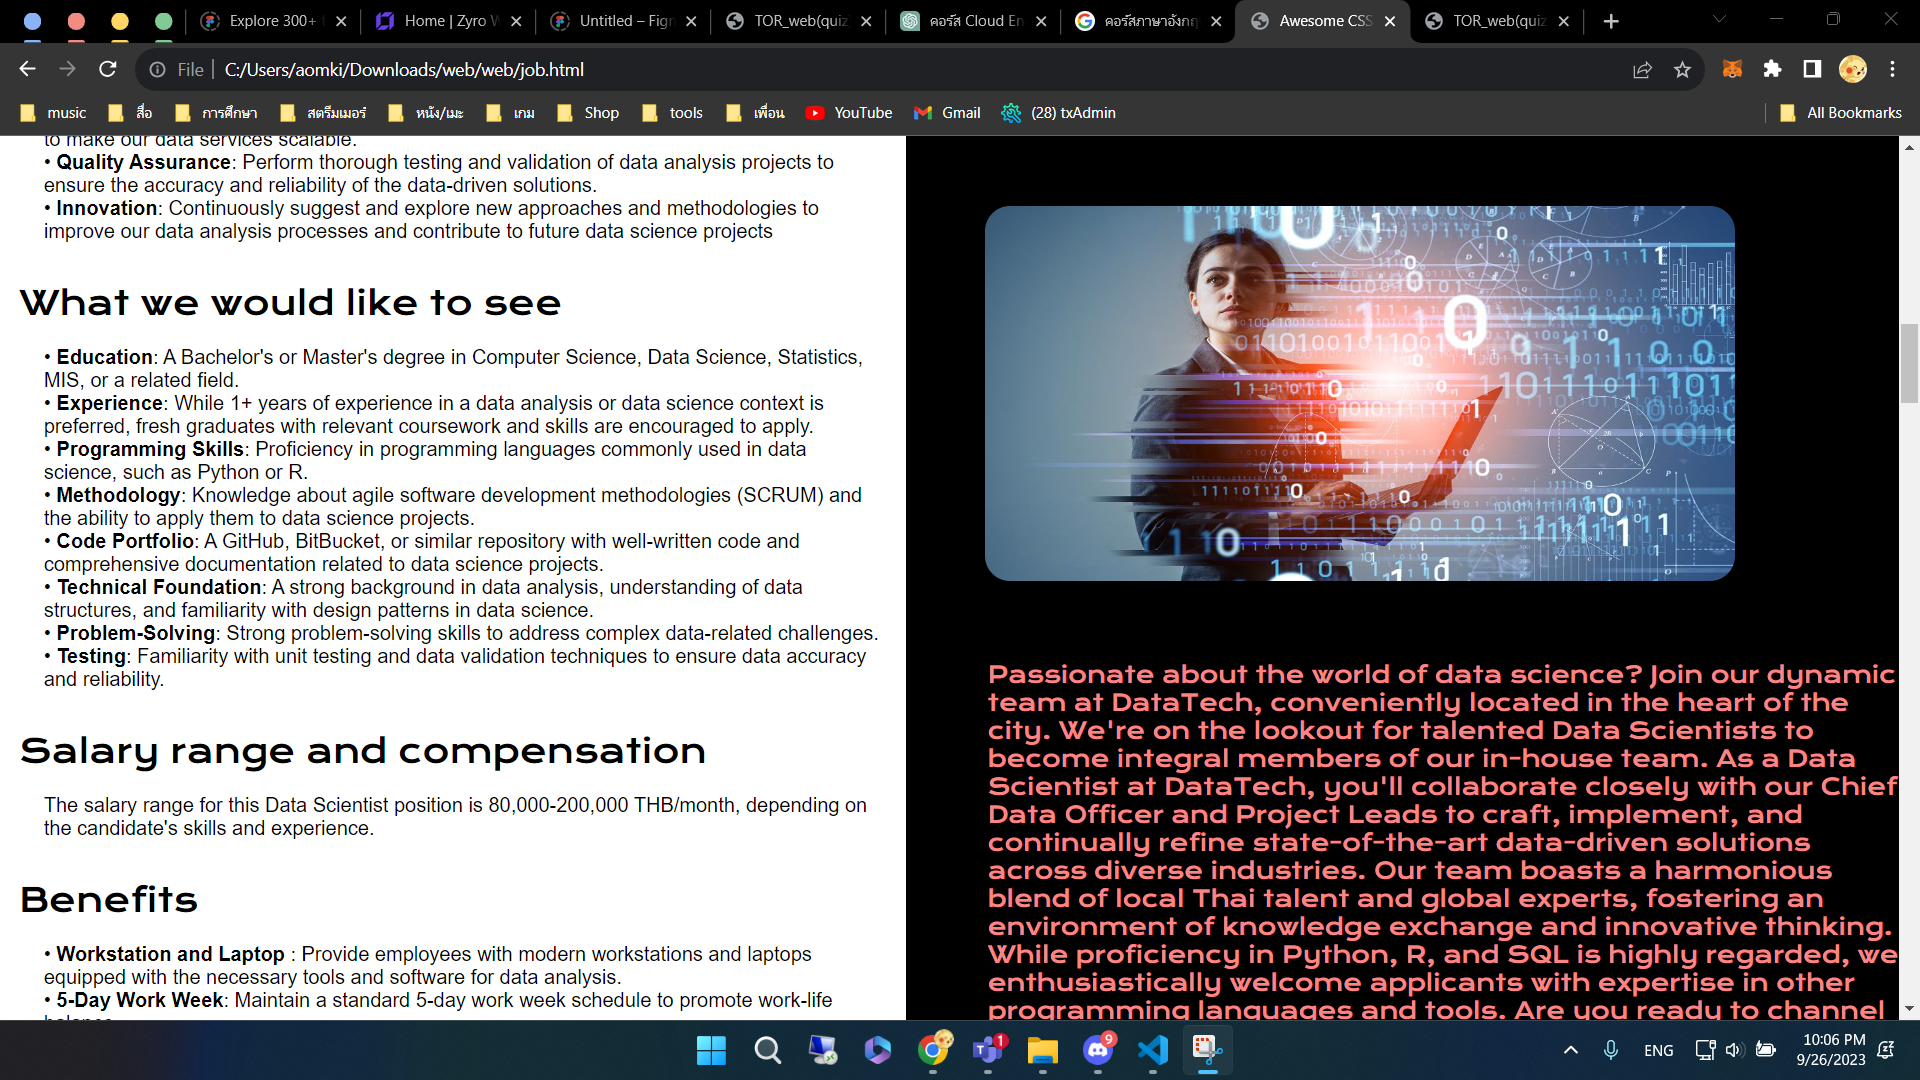 Explore 300+
Home | Zyro W
Untitled – Figm
TOR_web(quiz
คอร์ส Cloud En
คอร์สภาษาอังกฤ
Awesome CSS
TOR_web(quiz
File
C:/Users/aomki/Downloads/web/web/job.html
music
สื่อ
การศึกษา
สตรีมเมอร์
หนัง/เมะ
เกม
Shop
tools
เพื่อน
YouTube
Gmail
(28) txAdmin
All Bookmarks
to make our data services scalable.
• Quality Assurance: Perform thorough testing and validation of data analysis projects to
ensure the accuracy and reliability of the data-driven solutions.
• Innovation: Continuously suggest and explore new approaches and methodologies to
improve our data analysis processes and contribute to future data science projects
What we would like to see
• Education: A Bachelor's or Master's degree in Computer Science, Data Science, Statistics,
MIS, or a related field.
• Experience: While 1+ years of experience in a data analysis or data science context is
preferred, fresh graduates with relevant coursework and skills are encouraged to apply.
• Programming Skills: Proficiency in programming languages commonly used in data
science, such as Python or R.
• Methodology: Knowledge about agile software development methodologies (SCRUM) and
the ability to apply them to data science projects.
• Code Portfolio: A GitHub, BitBucket, or similar repository with well-written code and
comprehensive documentation related to data science projects.
• Technical Foundation: A strong background in data analysis, understanding of data
structures, and familiarity with design patterns in data science.
• Problem-Solving: Strong problem-solving skills to address complex data-related challenges.
• Testing: Familiarity with unit testing and data validation techniques to ensure data accuracy
and reliability.
Salary range and compensation
The salary range for this Data Scientist position is 80,000-200,000 THB/month, depending on
the candidate's skills and experience.
Benefits
• Workstation and Laptop : Provide employees with modern workstations and laptops
equipped with the necessary tools and software for data analysis.
• 5-Day Work Week: Maintain a standard 5-day work week schedule to promote work-life
Passionate about the world of data science? Join our dynamic
team at DataTech, conveniently located in the heart of the
city. We're on the lookout for talented Data Scientists to
become integral members of our in-house team. As a Data
Scientist at DataTech, you'll collaborate closely with our Chief
Data Officer and Project Leads to craft, implement, and
continually refine state-of-the-art data-driven solutions
across diverse industries. Our team boasts a harmonious
blend of local Thai talent and global experts, fostering an
environment of knowledge exchange and innovative thinking.
While proficiency in Python, R, and SQL is highly regarded, we
enthusiastically welcome applicants with expertise in other
programming languages and tools. Are you ready to channel
1
9
ENG
10:06 PM
9/26/2023